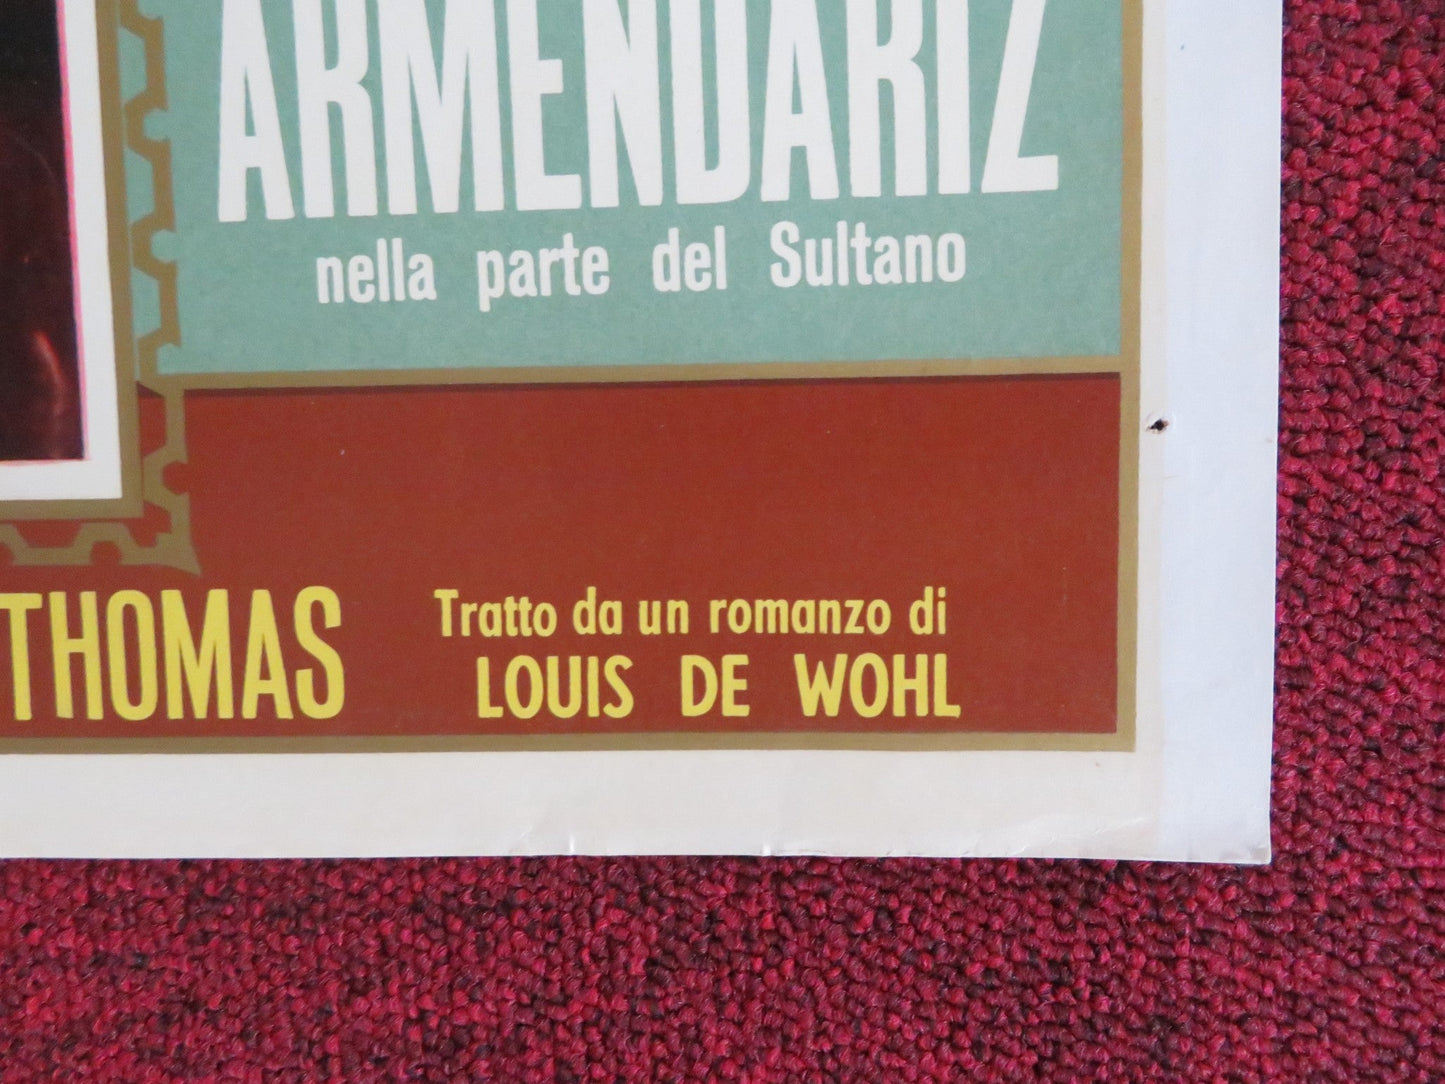 ARMENDARIZ
nella parte del Sultano
THOMAS
Tratto da un romanzo di
LOUIS DE WOHL